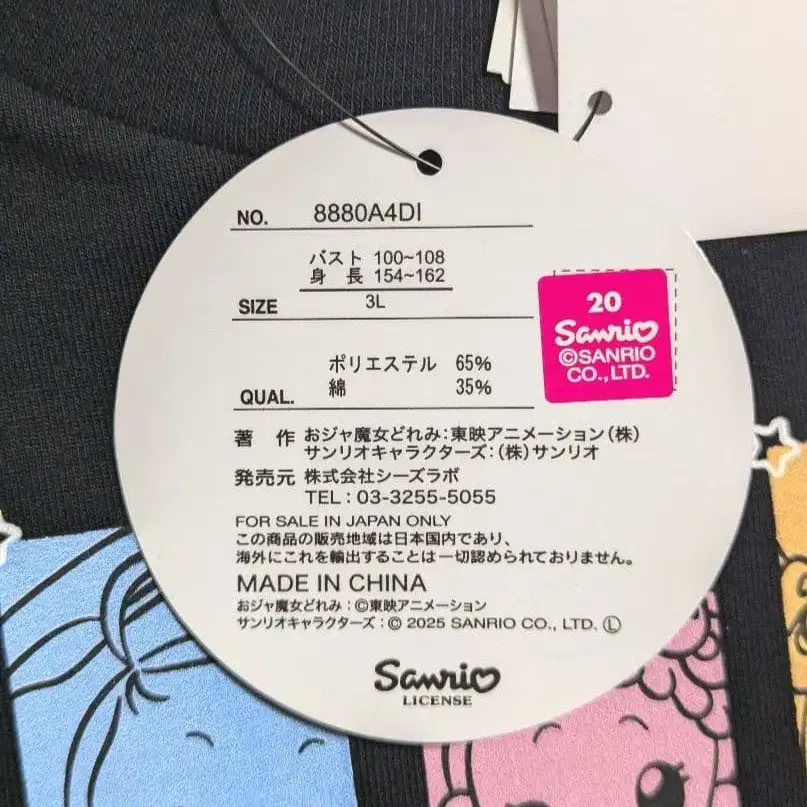 NO. 8880A4DI
バスト 100~108
身 長 154~162
SIZE 3L
ポリエステル 65%
綿 35%
QUAL.
20
Sanrio
©SANRIO
CO.,LTD.
著 作 おジャ魔女どれみ:東映アニメーション(株)
サンリオキャラクターズ:(株)サンリオ
発売元 株式会社シーズラボ
TEL:03-3255-5055
FOR SALE IN JAPAN ONLY
この商品の販売地域は日本国内であり、
海外にこれを輸出することは一切認められておりません。
MADE IN CHINA
おジャ魔女どれみ:©東映アニメーション
サンリオキャラクターズ:© 2025 SANRIO CO., LTD. Ⓛ
Sanrio
LICENSE